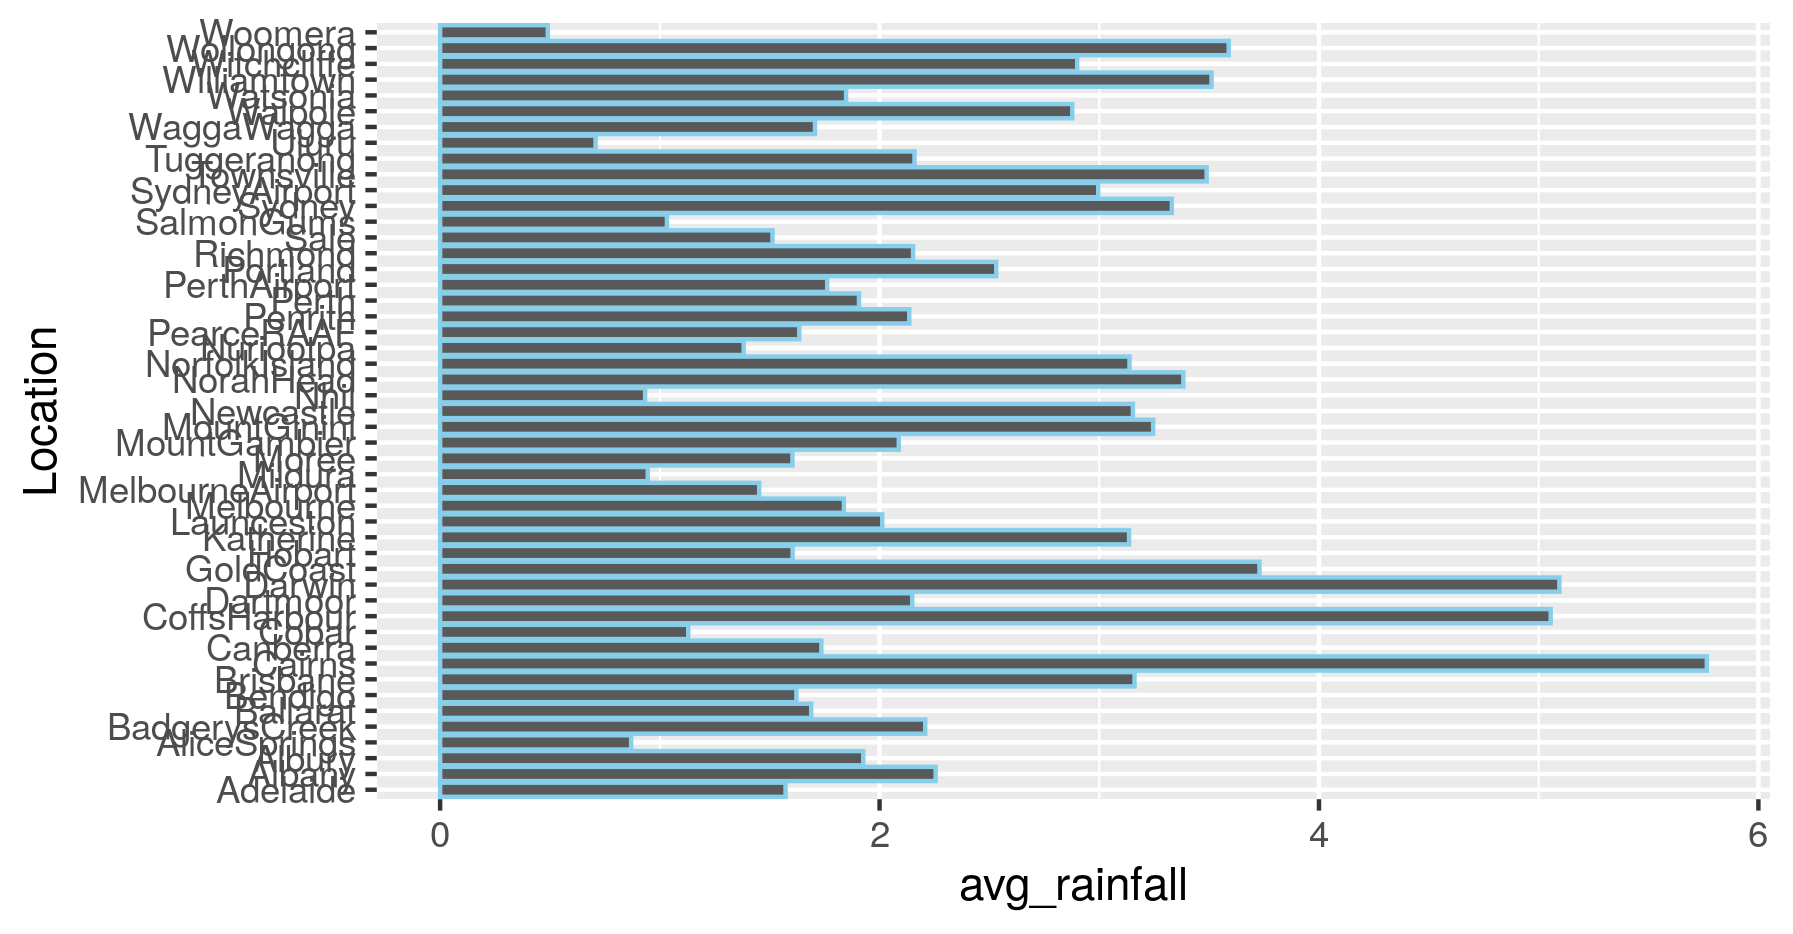 Woomera
Wollongong
Witchcliffe
Williamtown
Watsonia
Walpole
WaggaWagga
Uluru
Tuggeranong
Townsville
SydneyAirport
Sydney
SalmonGums
Sale
Richmond
Portland
PerthAirport
Perth
Penrith
PearceRAAF
Nuriootpa
NorfolkIsland
NorahHead
Nhil
Newcastle
MountGinini
MountGambier
Moree
Mildura
MelbourneAirport
Melbourne
Launceston
Katherine
Hobart
GoldCoast
Darwin
Dartmoor
CoffsHarbour
Cobar
Canberra
Cairns
Brisbane
Bendigo
Ballarat
BadgerysCreek
AliceSprings
Albury
Albany
Adelaide
Location
0 2 4 6
avg_rainfall